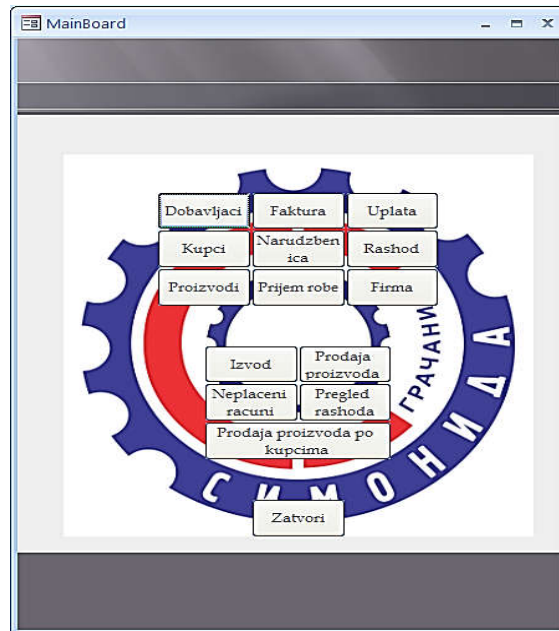 MainBoard
Dobavljaci Faktura Uplata
Kupci Narudzben
ica Rashod
Proizvodi Prijem robe Firma
Izvod Prodaja
proizvoda
Neplaceni
racuni Pregled
rashoda
Prodaja proizvoda po
kupcima
Zatvori
ГРАЧАНИ
СИМОНИДА